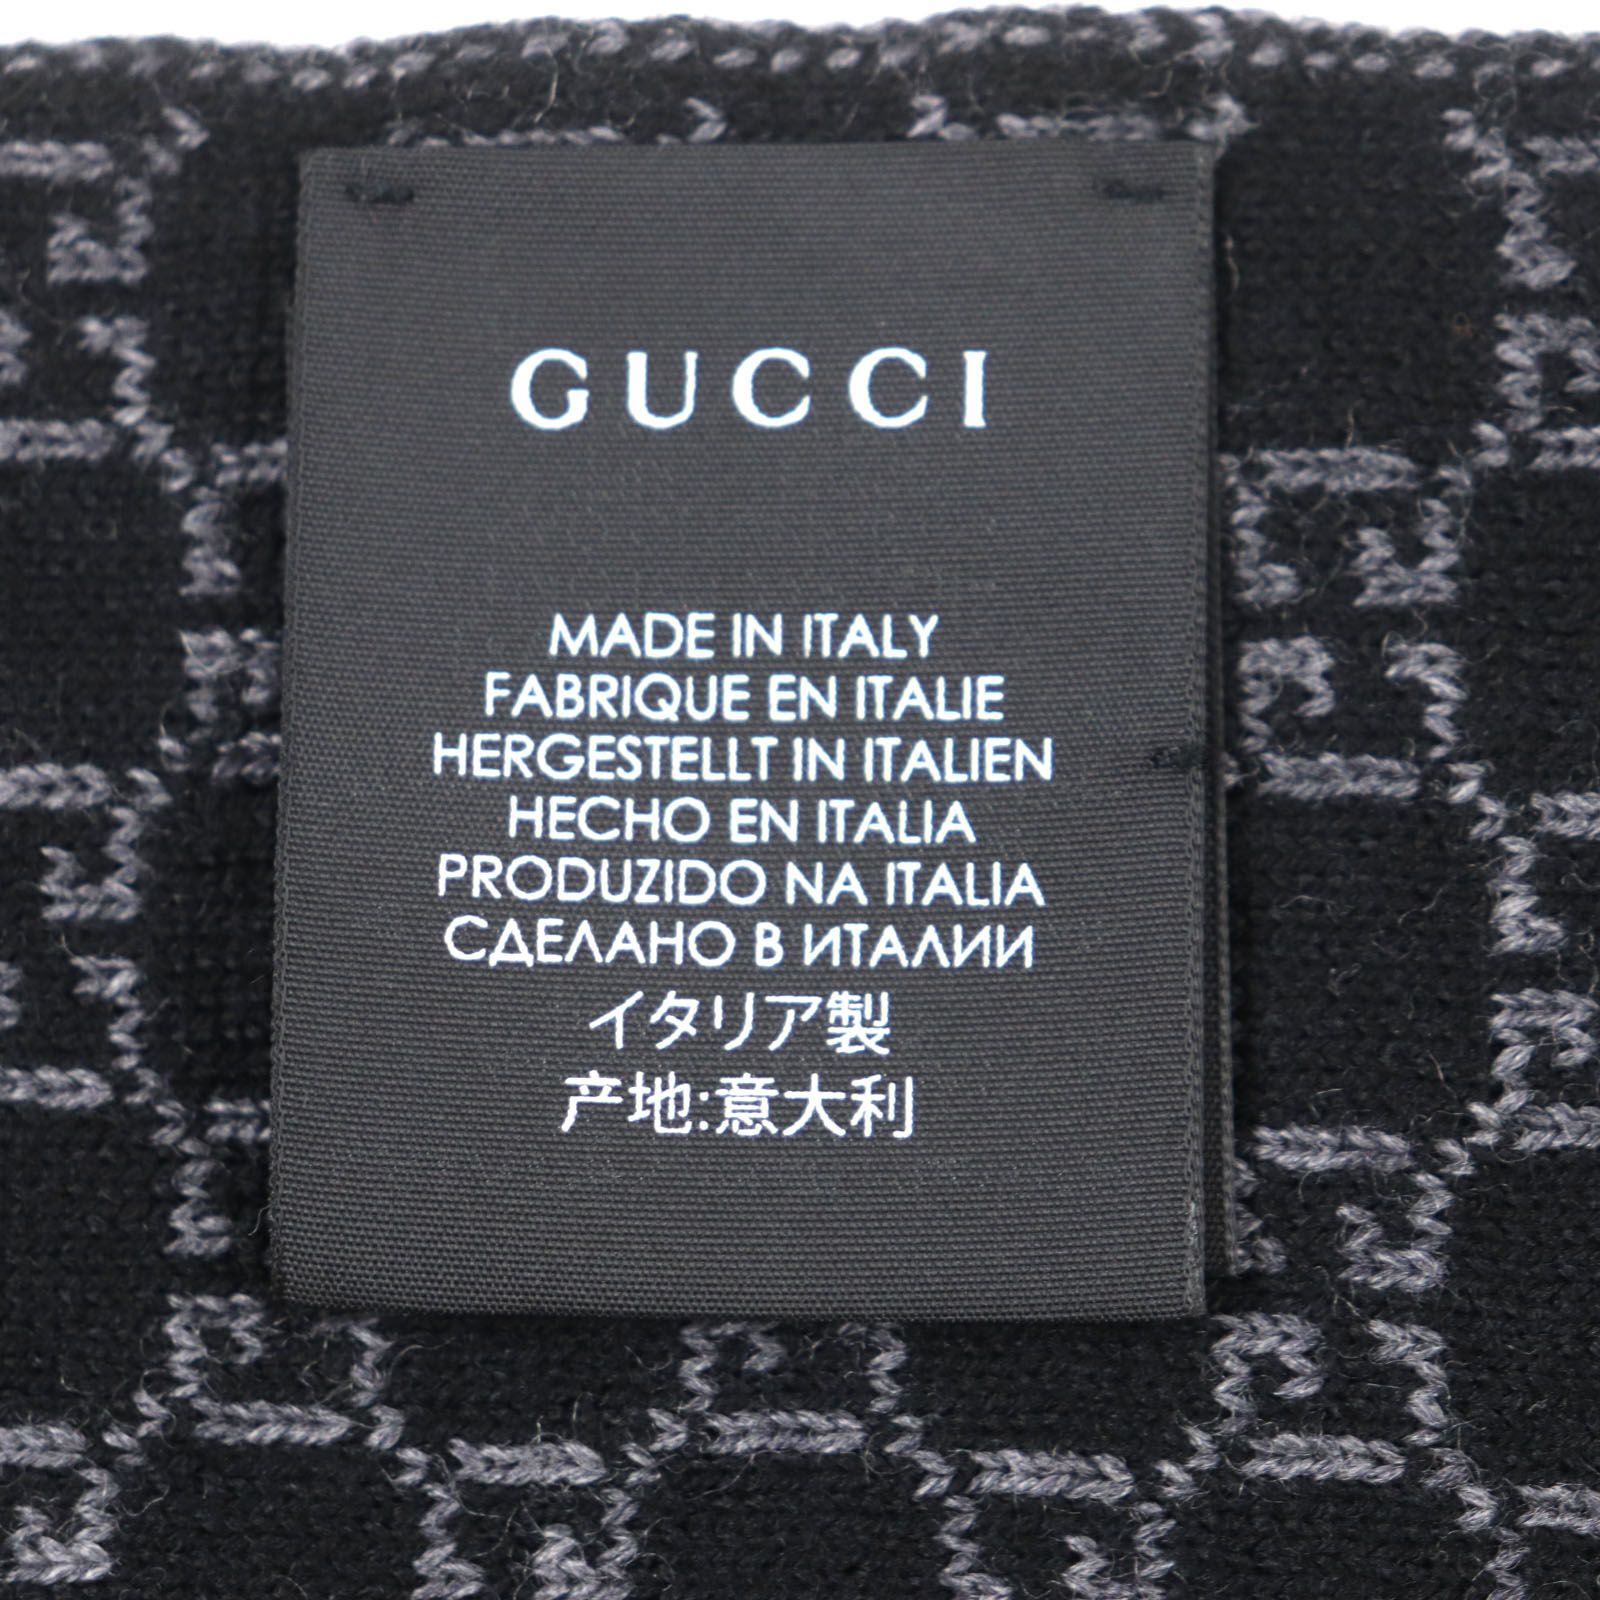 GUCCI
MADE IN ITALY
FABRIQUE EN ITALIE
HERGESTELLT IN ITALIEN
HECHO EN ITALIA
PRODUZIDO NA ITALIA
СДЕЛАНО В ИТАЛИИ
イタリア製
产地:意大利